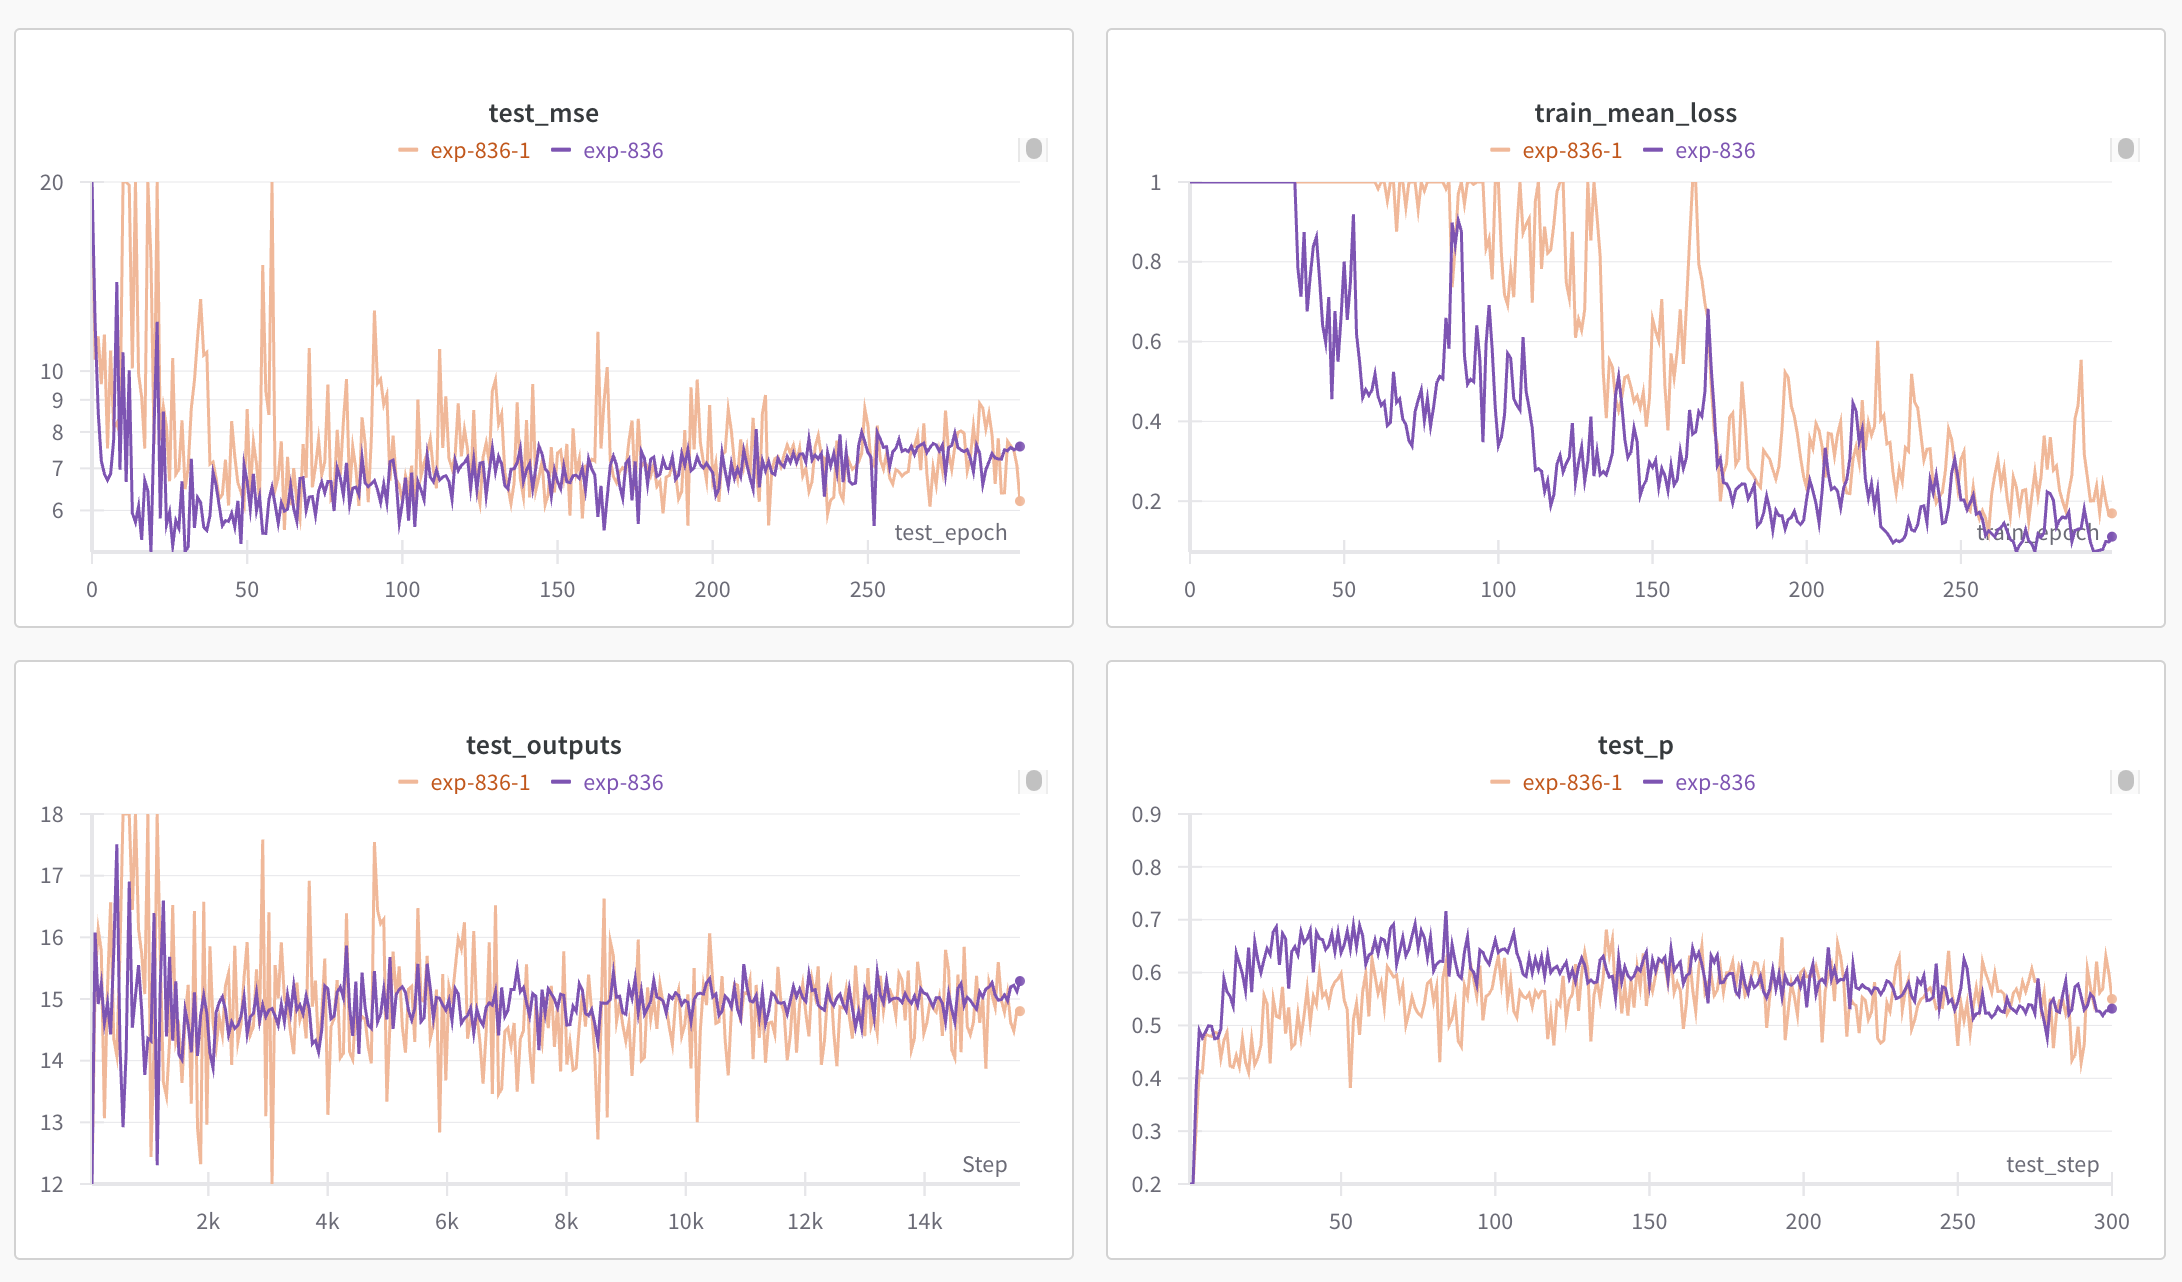 test_mse
exp-836-1 exp-836
20
10
9
8
7
6
test_epoch
0 50 100 150 200 250
train_mean_loss
exp-836-1 exp-836
1
0.8
0.6
0.4
0.2
train_epoch
0 50 100 150 200 250
test_outputs
exp-836-1 exp-836
18
17
16
15
14
13
12
Step
2k 4k 6k 8k 10k 12k 14k
test_p
exp-836-1 exp-836
0.9
0.8
0.7
0.6
0.5
0.4
0.3
0.2
test_step
50 100 150 200 250 300